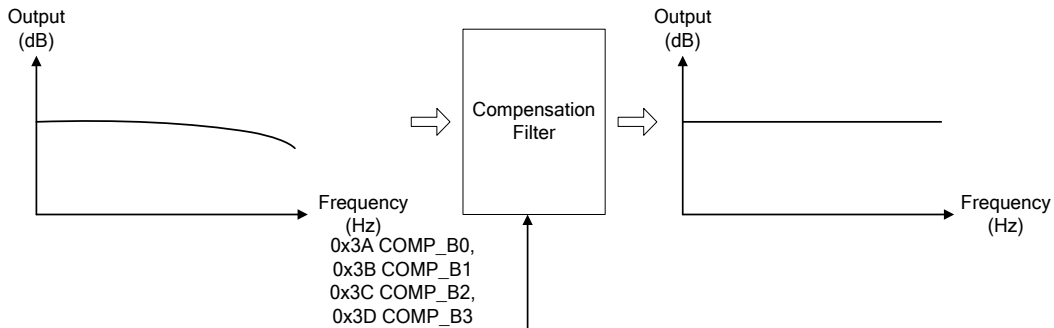 Output
(dB)
Frequency
(Hz)
0x3A COMP_B0,
0x3B COMP_B1
0x3C COMP_B2,
0x3D COMP_B3
Compensation
Filter
Output
(dB)
Frequency
(Hz)